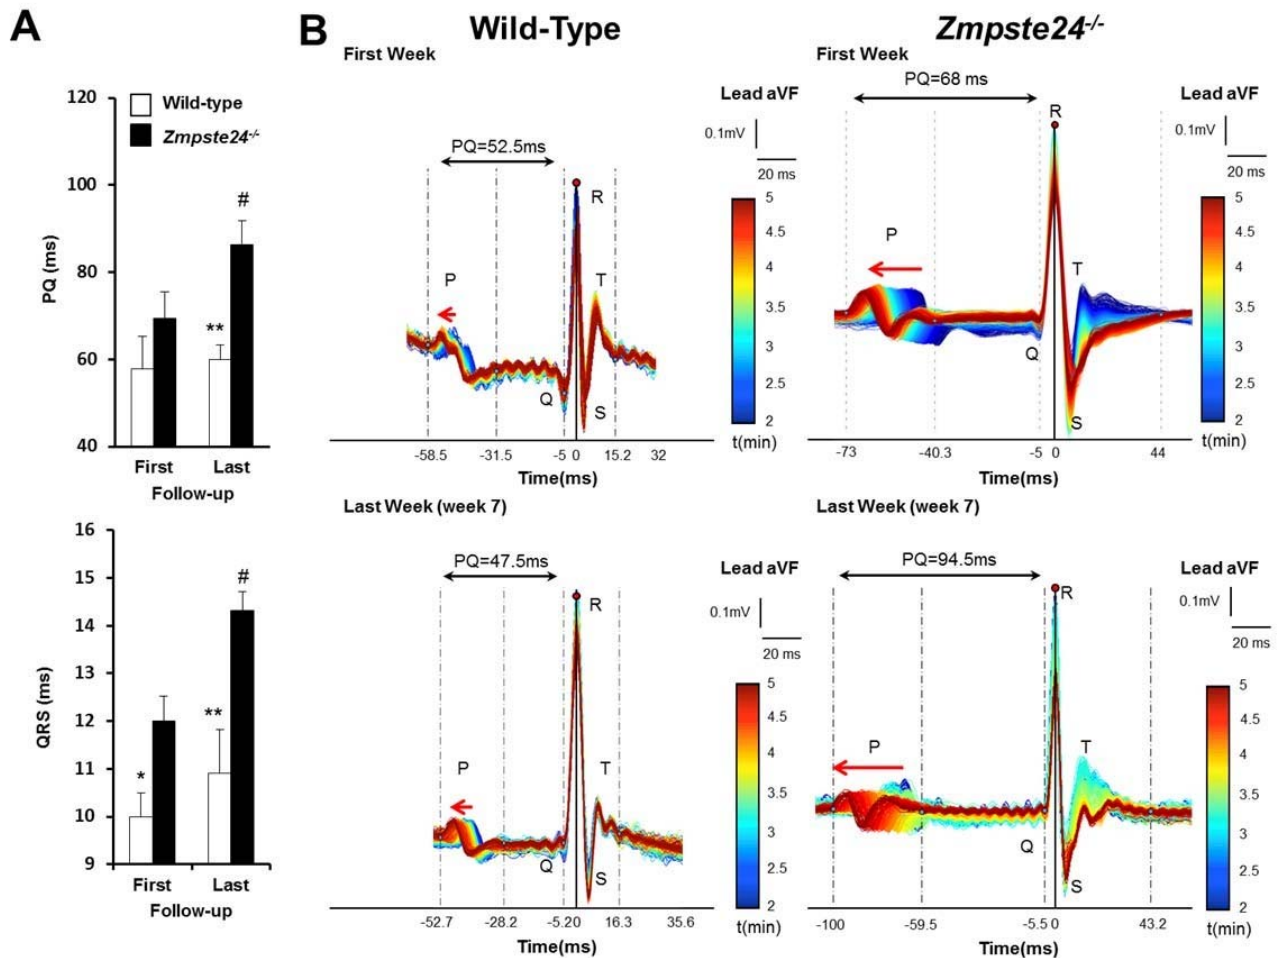 A
120
100
80
60
40
PQ (ms)
Wild-type
Zmpste24-/-
**
#
First
Last
Follow-up
16
15
14
13
12
11
10
9
QRS (ms)
*
**
#
First
Last
Follow-up
B
Wild-Type
Zmpste24-/-
First Week
PQ=52.5ms
P
R
T
Q
S
-58.5 -31.5 -5 0 15.2 32
Time(ms)
Lead aVF
0.1mV
20 ms
5
4.5
4
3.5
3
2.5
2
t(min)
First Week
PQ=68 ms
P
R
T
Q
S
-73 -40.3 -5 0 44
Time(ms)
Lead aVF
0.1mV
20 ms
5
4.5
4
3.5
3
2.5
2
t(min)
Last Week (week 7)
PQ=47.5ms
P
R
T
Q
S
-52.7 -28.2 -5.20 16.3 35.6
Time(ms)
Lead aVF
0.1mV
20 ms
5
4.5
4
3.5
3
2.5
2
t(min)
Last Week (week 7)
PQ=94.5ms
P
R
T
Q
S
-100 -59.5 -5.5 0 43.2
Time(ms)
Lead aVF
0.1mV
20 ms
5
4.5
4
3.5
3
2.5
2
t(min)